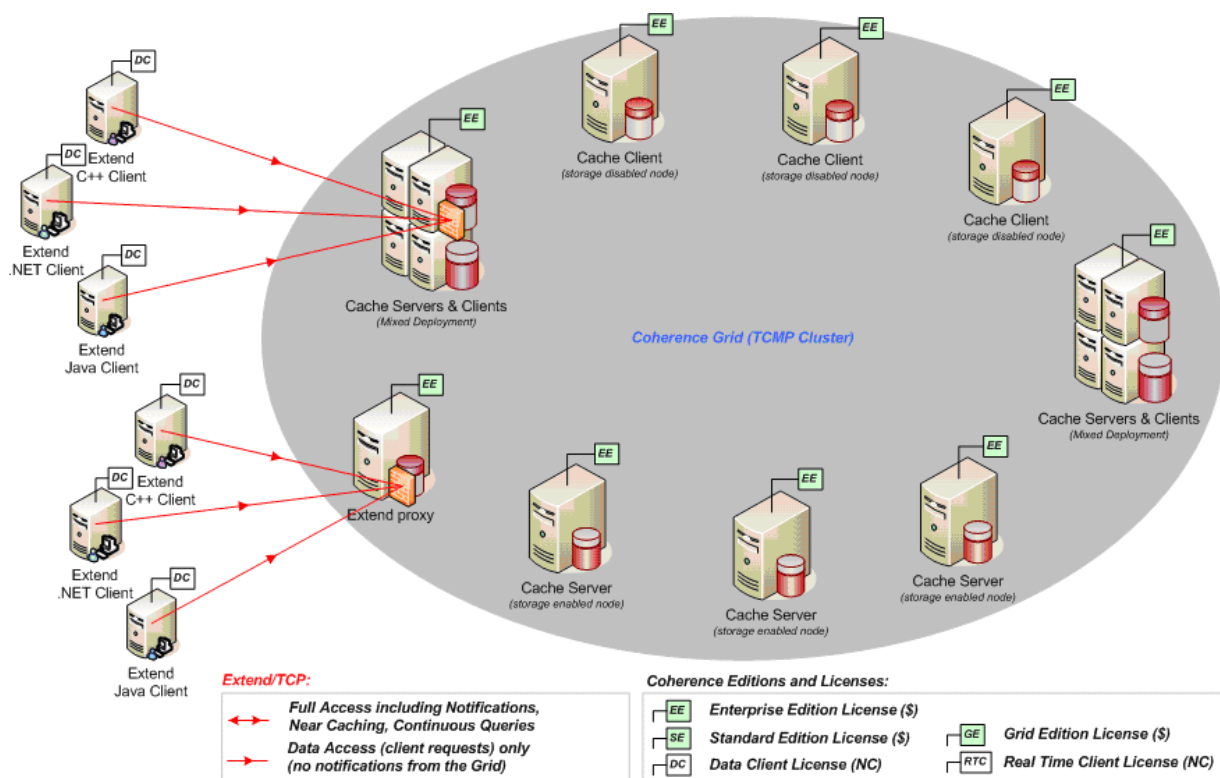 EE
EE
DC
EE
Extend
C++ Client
DC
EE
Cache Client
(storage disabled node)
Cache Client
(storage disabled node)
Cache Client
(storage disabled node)
Extend
.NET Client
DC
EE
Cache Servers & Clients
(Mixed Deployment)
Extend
Java Client
Coherence Grid (TCMP Cluster)
DC
EE
Cache Servers & Clients
(Mixed Deployment)
Extend
C++ Client
DC
Extend proxy
EE
EE
EE
Extend
.NET Client
DC
Cache Server
(storage enabled node)
Cache Server
(storage enabled node)
Cache Server
(storage enabled node)
Extend
Java Client
Extend/TCP:
Full Access including Notifications,
Near Caching, Continuous Queries
Data Access (client requests) only
(no notifications from the Grid)
Coherence Editions and Licenses:
EE Enterprise Edition License ($)
SE Standard Edition License ($)
DC Data Client License (NC)
GE Grid Edition License ($)
RTC Real Time Client License (NC)